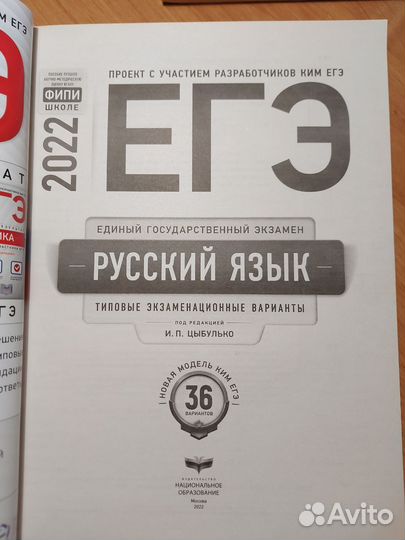 ПРОЕКТ С УЧАСТИЕМ РАЗРАБОТЧИКОВ КИМ ЕГЭ
ФИПИ
ШКОЛЕ
2022
ЕГЭ
ЕДИНЫЙ ГОСУДАРСТВЕННЫЙ ЭКЗАМЕН
РУССКИЙ ЯЗЫК
ТИПОВЫЕ ЭКЗАМЕНАЦИОННЫЕ ВАРИАНТЫ
ПОД РЕДАКЦИЕЙ
И. П. ЦЫБУЛЬКО
НОВАЯ МОДЕЛЬ КИМ ЕГЭ
36
ВАРИАНТОВ
ИЗДАТЕЛЬСТВО
НАЦИОНАЛЬНОЕ
ОБРАЗОВАНИЕ
Москва
2022
Avito